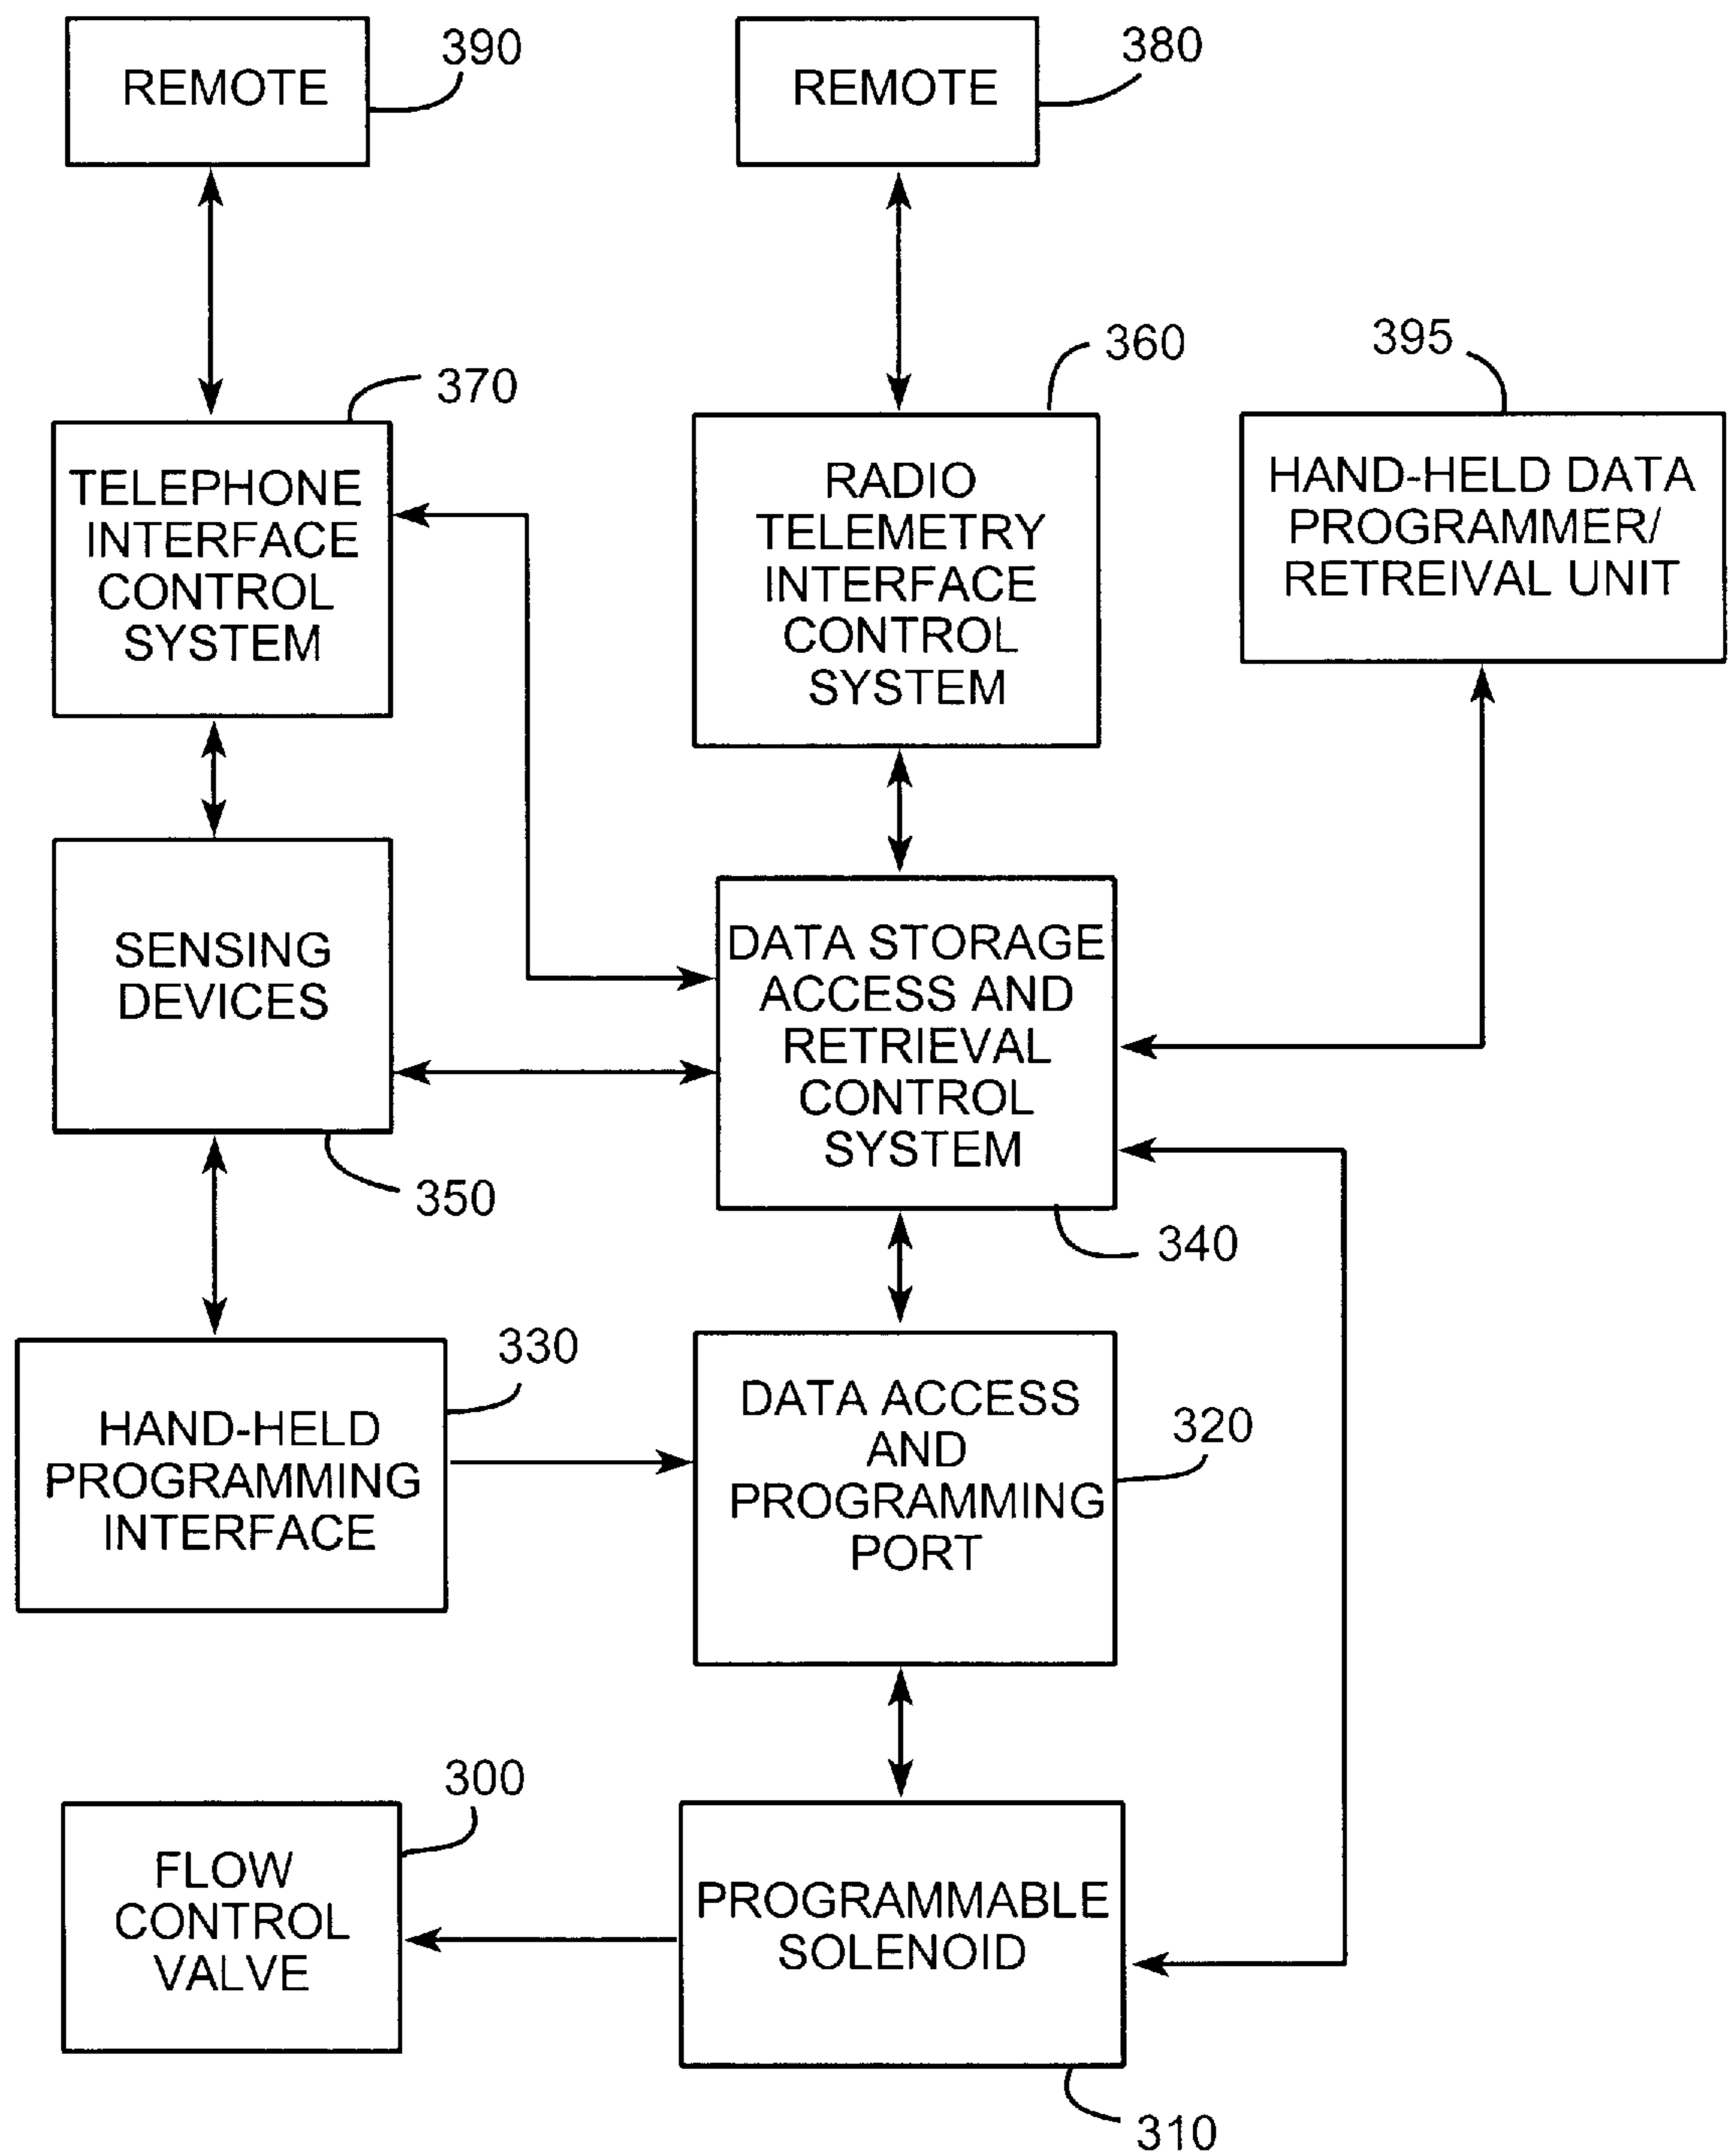 REMOTE
390
REMOTE
380
370
TELEPHONE
INTERFACE
CONTROL
SYSTEM
360
RADIO
TELEMETRY
INTERFACE
CONTROL
SYSTEM
395
HAND-HELD DATA
PROGRAMMER/
RETREIVAL UNIT
SENSING
DEVICES
350
DATA STORAGE
ACCESS AND
RETRIEVAL
CONTROL
SYSTEM
340
330
HAND-HELD
PROGRAMMING
INTERFACE
DATA ACCESS
AND
PROGRAMMING
PORT
320
300
FLOW
CONTROL
VALVE
PROGRAMMABLE
SOLENOID
310